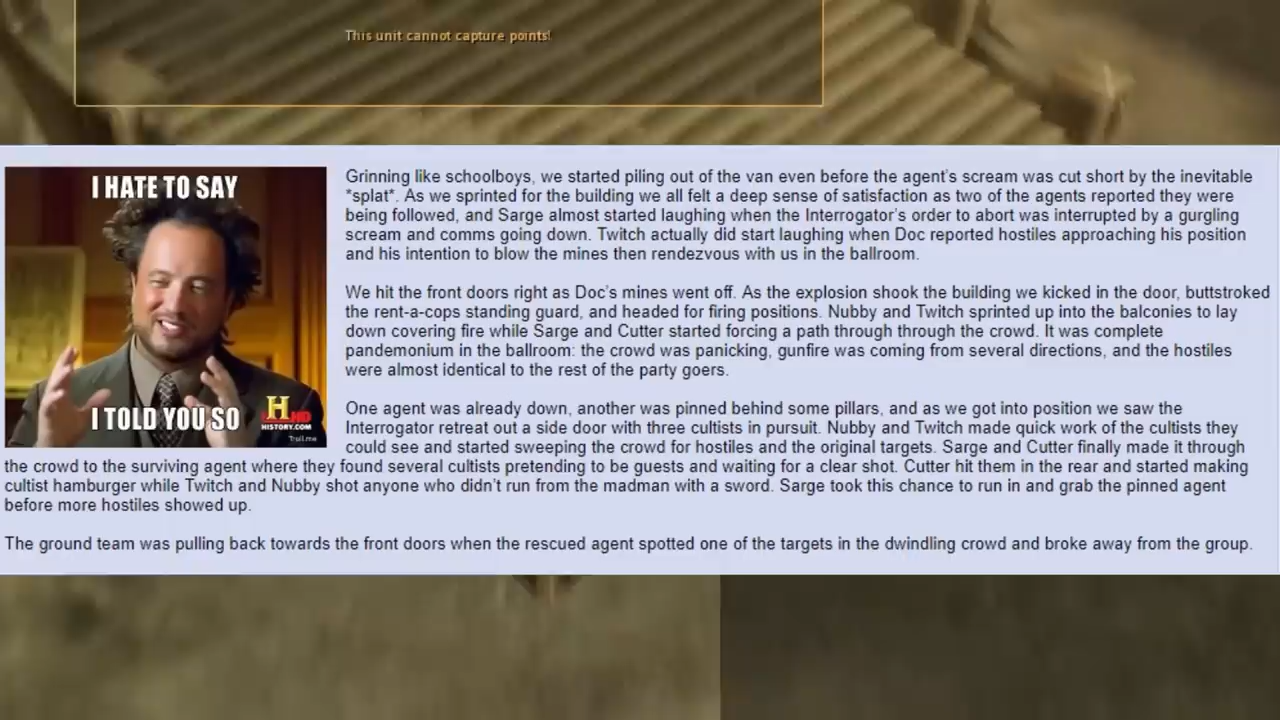 This unit cannot capture points!
I HATE TO SAY
I TOLD YOU SO
H HD
HISTORY.COM
Troll.me
Grinning like schoolboys, we started piling out of the van even before the agent's scream was cut short by the inevitable
*splat*. As we sprinted for the building we all felt a deep sense of satisfaction as two of the agents reported they were
being followed, and Sarge almost started laughing when the Interrogator's order to abort was interrupted by a gurgling
scream and comms going down. Twitch actually did start laughing when Doc reported hostiles approaching his position
and his intention to blow the mines then rendezvous with us in the ballroom.
We hit the front doors right as Doc's mines went off. As the explosion shook the building we kicked in the door, buttstroked
the rent-a-cops standing guard, and headed for firing positions. Nubby and Twitch sprinted up into the balconies to lay
down covering fire while Sarge and Cutter started forcing a path through through the crowd. It was complete
pandemonium in the ballroom: the crowd was panicking, gunfire was coming from several directions, and the hostiles
were almost identical to the rest of the party goers.
One agent was already down, another was pinned behind some pillars, and as we got into position we saw the
Interrogator retreat out a side door with three cultists in pursuit. Nubby and Twitch made quick work of the cultists they
could see and started sweeping the crowd for hostiles and the original targets. Sarge and Cutter finally made it through
the crowd to the surviving agent where they found several cultists pretending to be guests and waiting for a clear shot. Cutter hit them in the rear and started making
cultist hamburger while Twitch and Nubby shot anyone who didn't run from the madman with a sword. Sarge took this chance to run in and grab the pinned agent
before more hostiles showed up.
The ground team was pulling back towards the front doors when the rescued agent spotted one of the targets in the dwindling crowd and broke away from the group.